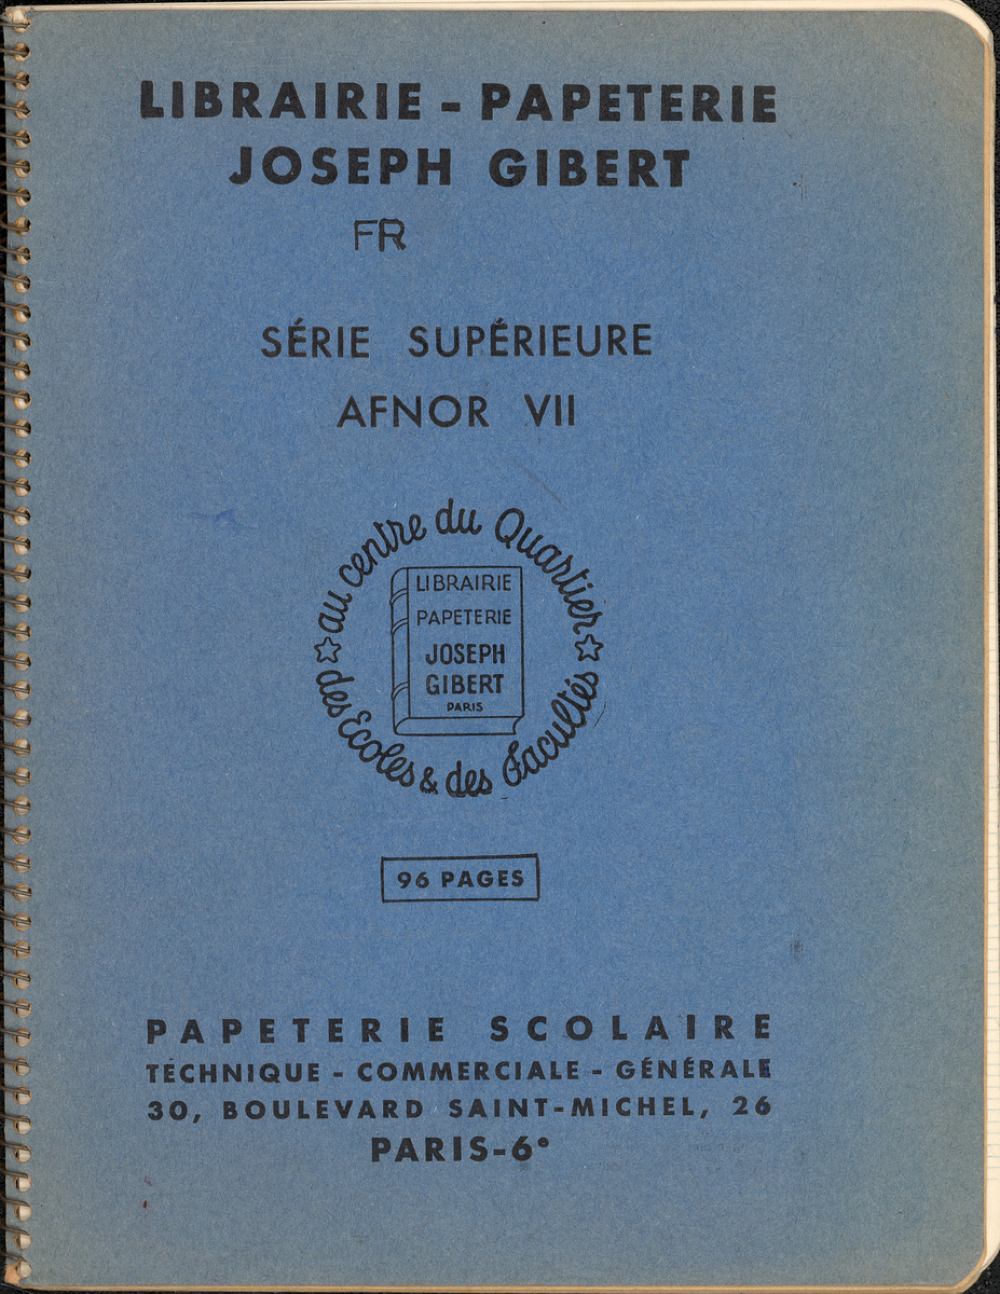 LIBRAIRIE - PAPETERIE
JOSEPH GIBERT
FR
SÉRIE SUPÉRIEURE
AFNOR VII
au centre du Quartier
des Ecoles & des Facultés
LIBRAIRIE
PAPETERIE
JOSEPH
GIBERT
PARIS
96 PAGES
PAPETERIE SCOLAIRE
TECHNIQUE - COMMERCIALE - GÉNÉRALE
30, BOULEVARD SAINT-MICHEL, 26
PARIS-6°